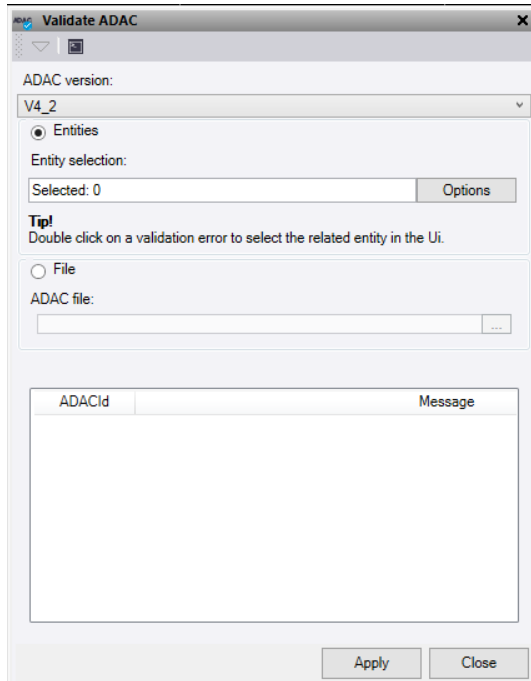 Validate ADAC
ADAC version:
V4_2
Entities
Entity selection:
Selected: 0
Options
Tip!
Double click on a validation error to select the related entity in the Ui.
File
ADAC file:
...
ADACId
Message
Apply
Close